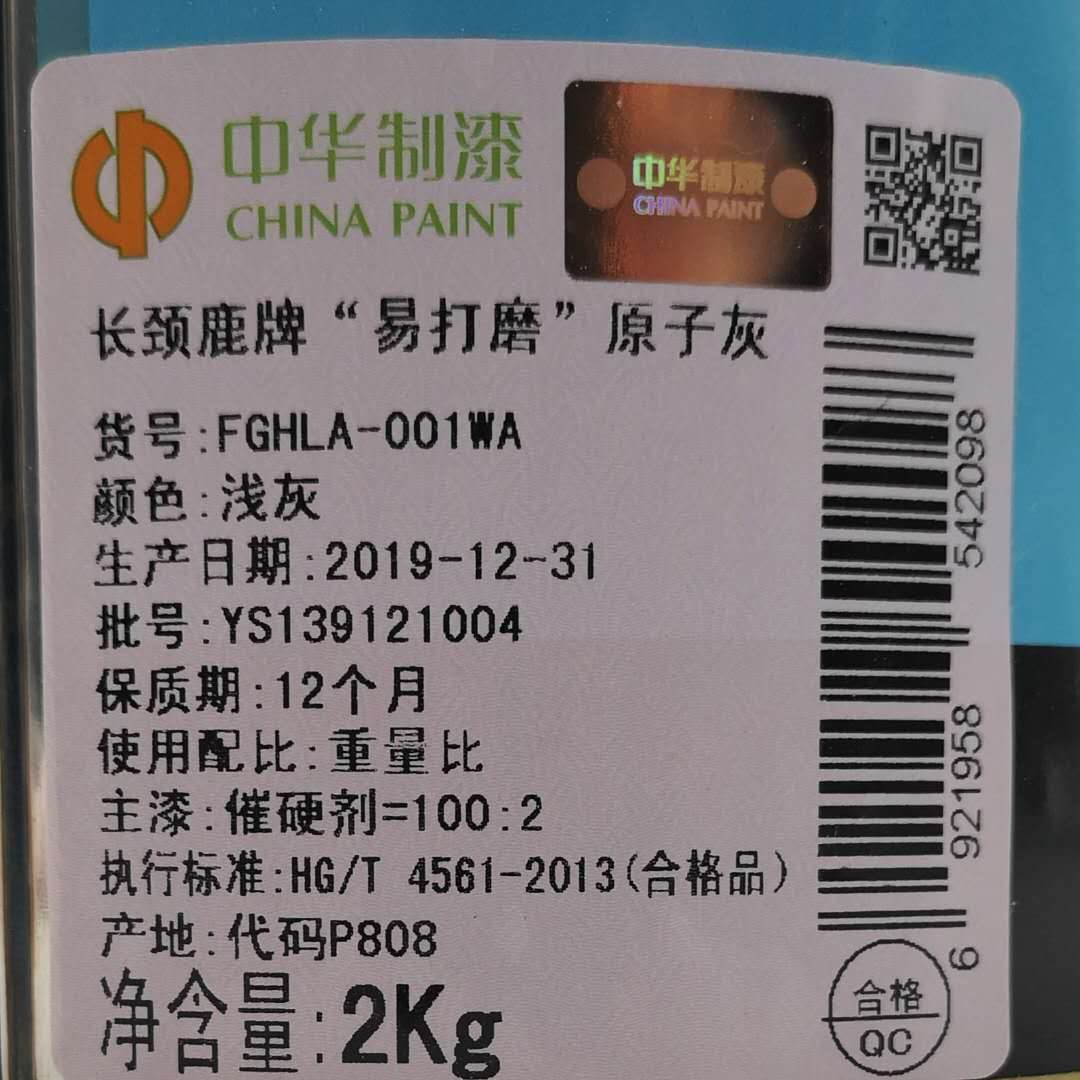 中华制漆
CHINA PAINT
中华制漆
CHINA PAINT
长颈鹿牌“易打磨”原子灰
货号:FGHLA-001WA
颜色:浅灰
生产日期:2019-12-31
批号:YS139121004
保质期:12个月
使用配比:重量比
主漆:催硬剂=100:2
执行标准:HG/T 4561-2013(合格品)
产地:代码P808
净含量:2Kg
6 921958 542098
合格
QC